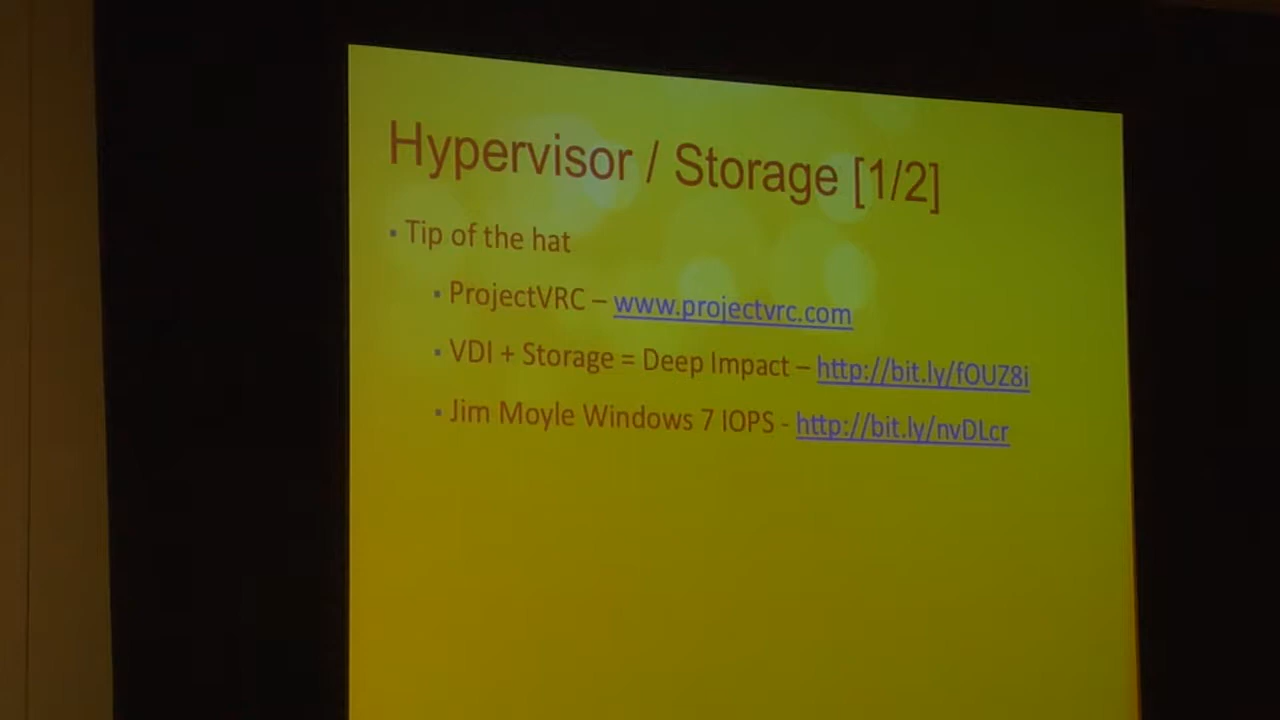 Hypervisor / Storage [1/2]
▪ Tip of the hat
▪ ProjectVRC – www.projectvrc.com
▪ VDI + Storage = Deep Impact – http://bit.ly/fOUZ8i
▪ Jim Moyle Windows 7 IOPS - http://bit.ly/nvDLcr